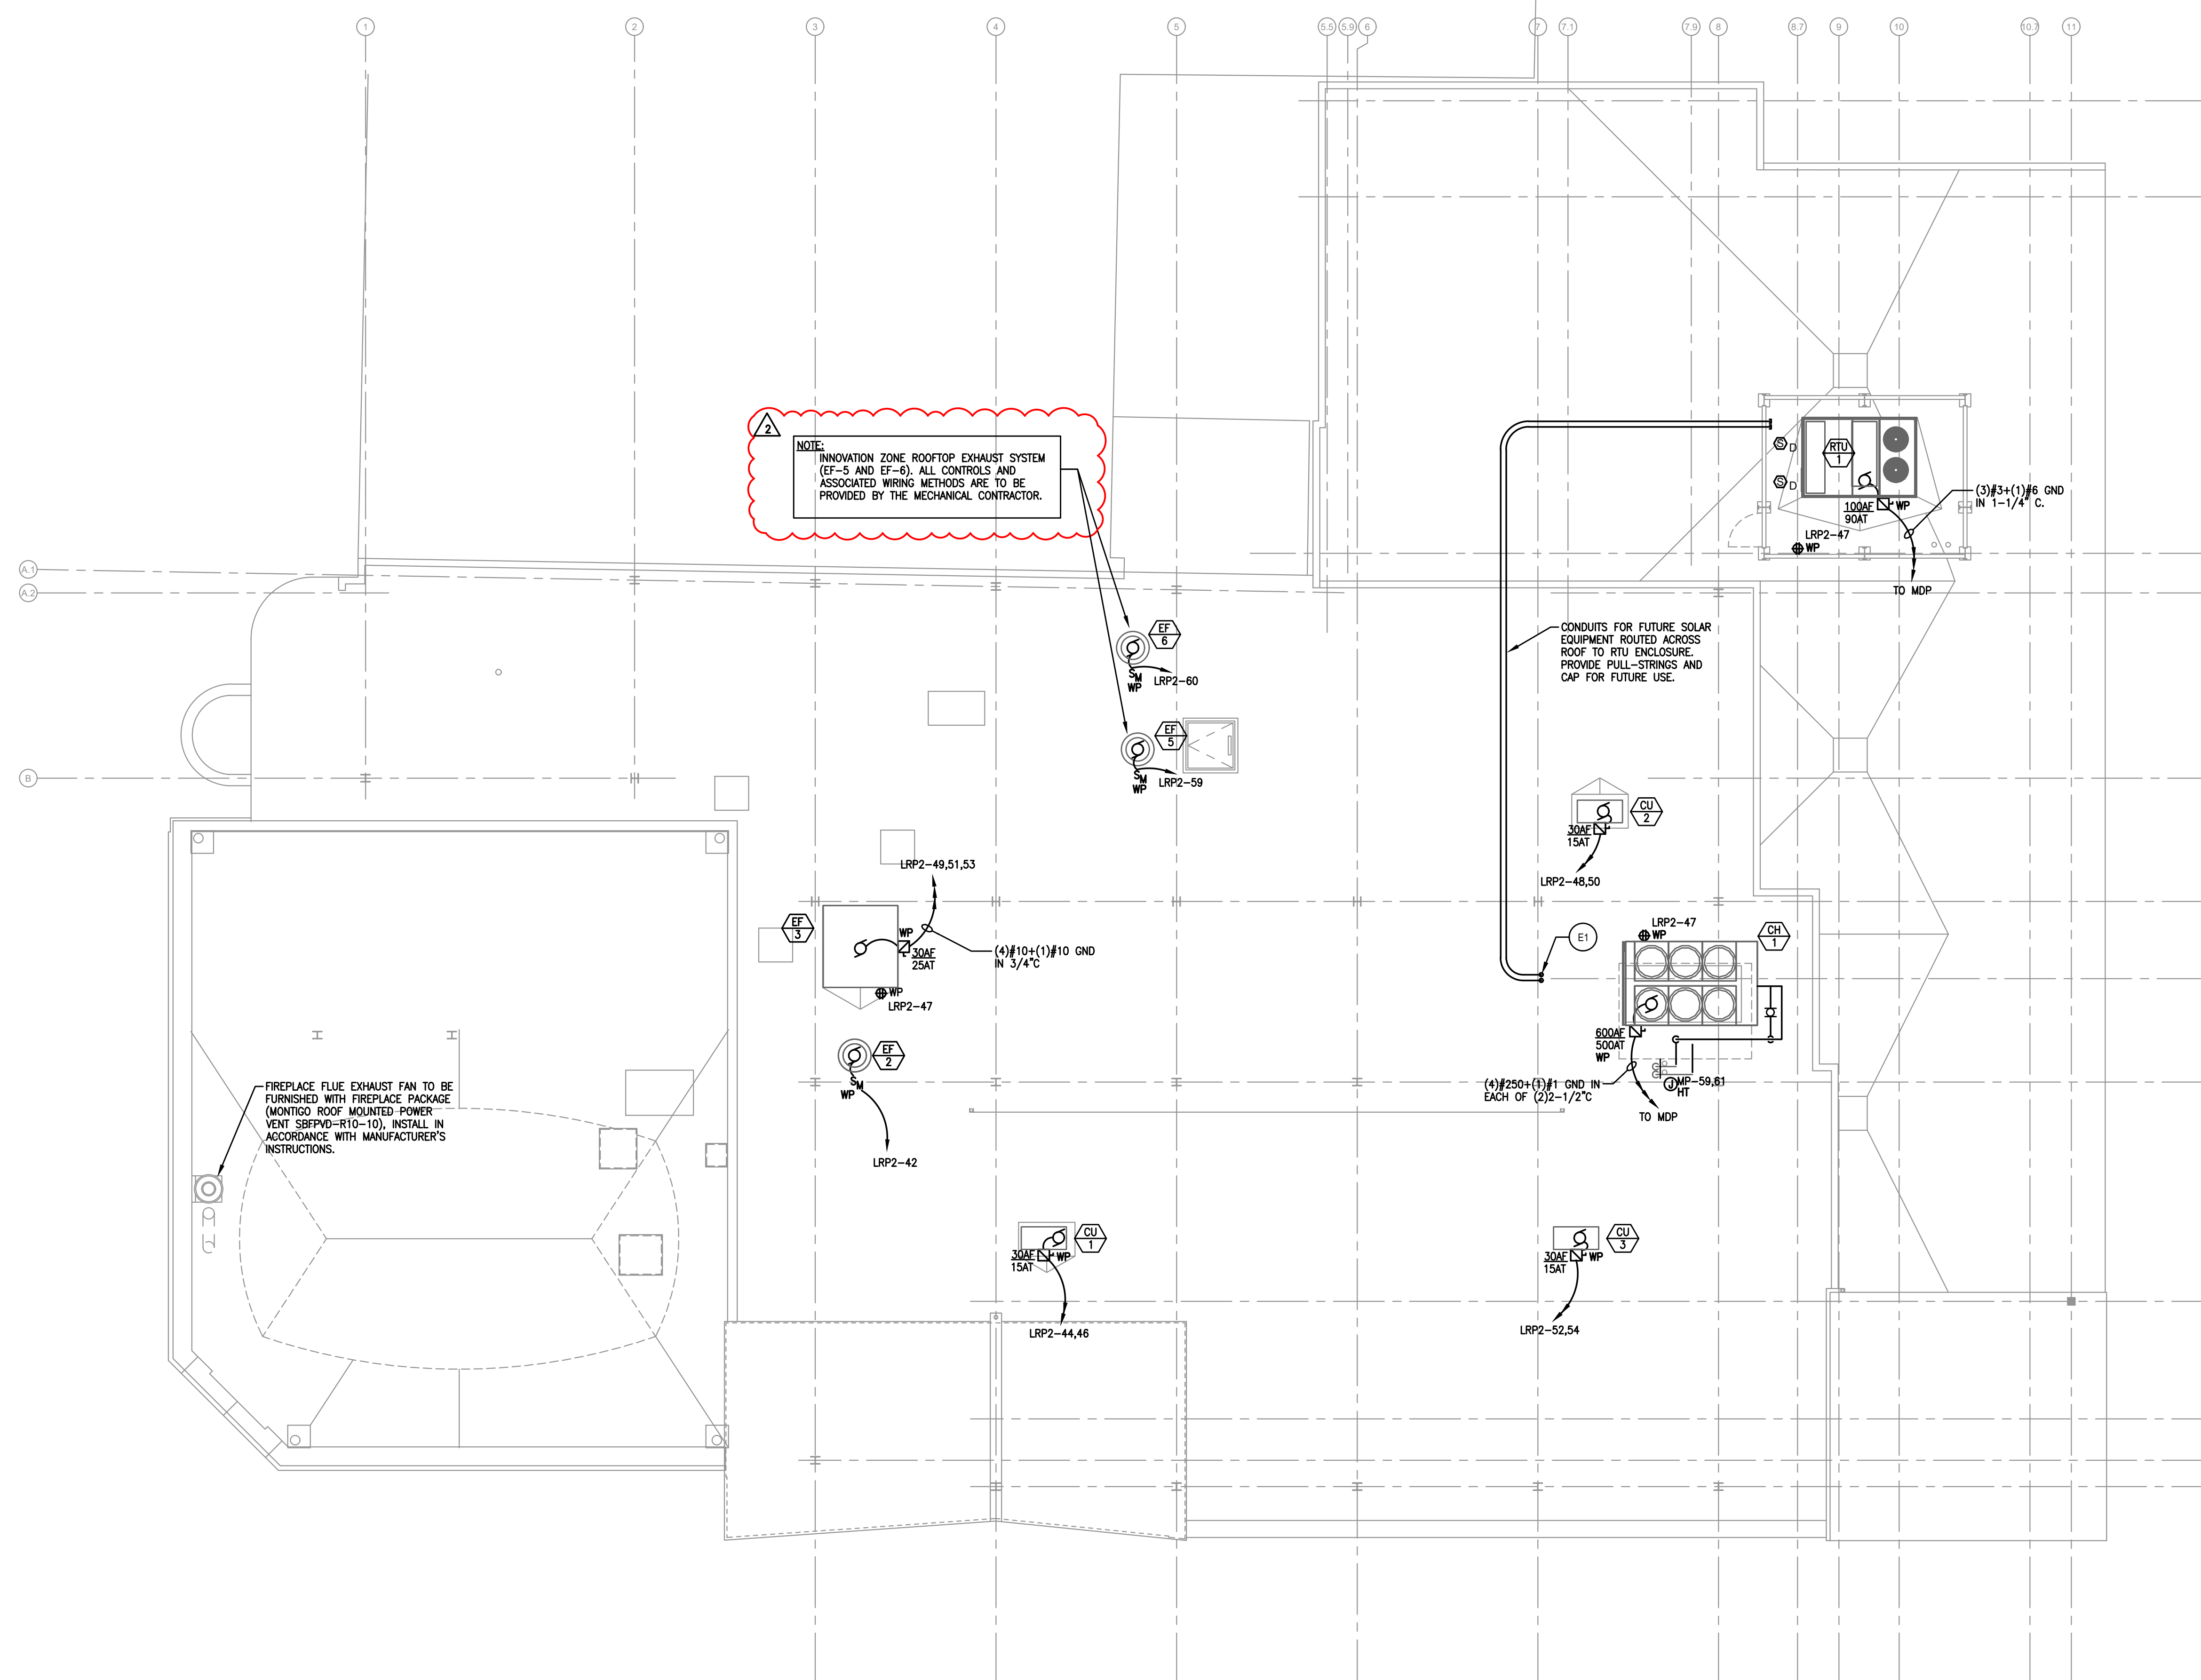 1
2
3
4
5
5.5
5.9
6
7
7.1
7.9
8
8.7
9
10
10.7
11
2
NOTE:
INNOVATION ZONE ROOFTOP EXHAUST SYSTEM
(EF-5 AND EF-6). ALL CONTROLS AND
ASSOCIATED WIRING METHODS ARE TO BE
PROVIDED BY THE MECHANICAL CONTRACTOR.
S D
S D
RTU
1
100AF
90AT
WP
(3)#3+(1)#6 GND
IN 1-1/4" C.
LRP2-47
WP
TO MDP
A.1
A.2
B
EF
6
SM
WP
LRP2-60
EF
5
SM
WP
LRP2-59
CONDUITS FOR FUTURE SOLAR
EQUIPMENT ROUTED ACROSS
ROOF TO RTU ENCLOSURE.
PROVIDE PULL-STRINGS AND
CAP FOR FUTURE USE.
CU
2
30AF
15AT
LRP2-48,50
LRP2-49,51,53
EF
3
WP
30AF
25AT
(4)#10+(1)#10 GND
IN 3/4"C
WP
LRP2-47
E1
LRP2-47
WP
CH
1
600AF
500AT
WP
(4)#250+(1)#1 GND IN
EACH OF (2)2-1/2"C
J
MP-59,61
HT
TO MDP
EF
2
SM
WP
LRP2-42
FIREPLACE FLUE EXHAUST FAN TO BE
FURNISHED WITH FIREPLACE PACKAGE
(MONTIGO ROOF MOUNTED POWER
VENT SBFPVD-R10-10), INSTALL IN
ACCORDANCE WITH MANUFACTURER'S
INSTRUCTIONS.
CU
1
30AF
15AT
WP
LRP2-44,46
CU
3
30AF
15AT
WP
LRP2-52,54